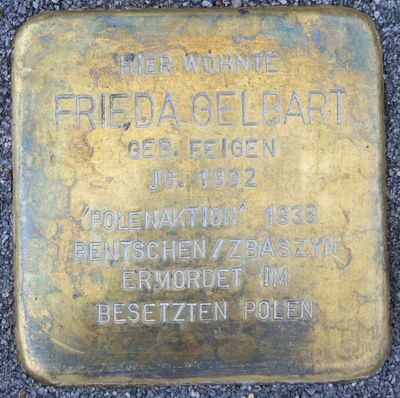 HIER WOHNTE
FRIEDA GELBART
GEB. FEIGEN
JG. 1892
'POLENAKTION' 1938
BENTSCHEN/ZBASZYN
ERMORDET IM
BESETZTEN POLEN